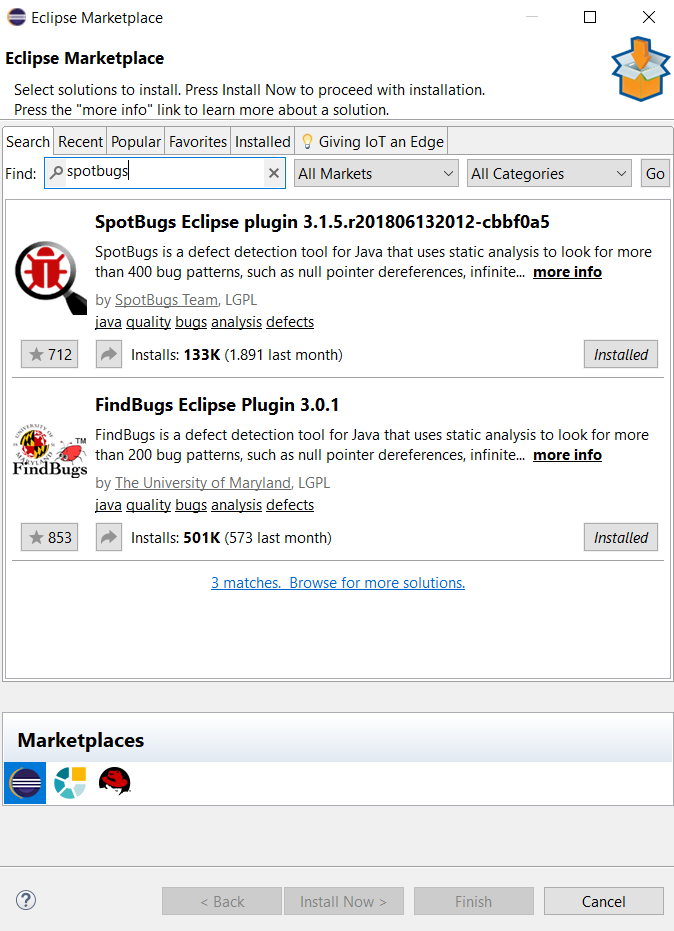 Eclipse Marketplace
Eclipse Marketplace
Select solutions to install. Press Install Now to proceed with installation.
Press the "more info" link to learn more about a solution.
Search Recent Popular Favorites Installed Giving IoT an Edge
Find: spotbugs All Markets All Categories Go
SpotBugs Eclipse plugin 3.1.5.r201806132012-cbbf0a5
SpotBugs is a defect detection tool for Java that uses static analysis to look for more
than 400 bug patterns, such as null pointer dereferences, infinite... more info
by SpotBugs Team, LGPL
java quality bugs analysis defects
712 Installs: 133K (1.891 last month) Installed
FindBugs Eclipse Plugin 3.0.1
UNIVERSITY OF
MARYLAND
TM
FindBugs
FindBugs is a defect detection tool for Java that uses static analysis to look for more
than 200 bug patterns, such as null pointer dereferences, infinite... more info
by The University of Maryland, LGPL
java quality bugs analysis defects
853 Installs: 501K (573 last month) Installed
3 matches. Browse for more solutions.
Marketplaces
? < Back Install Now > Finish Cancel